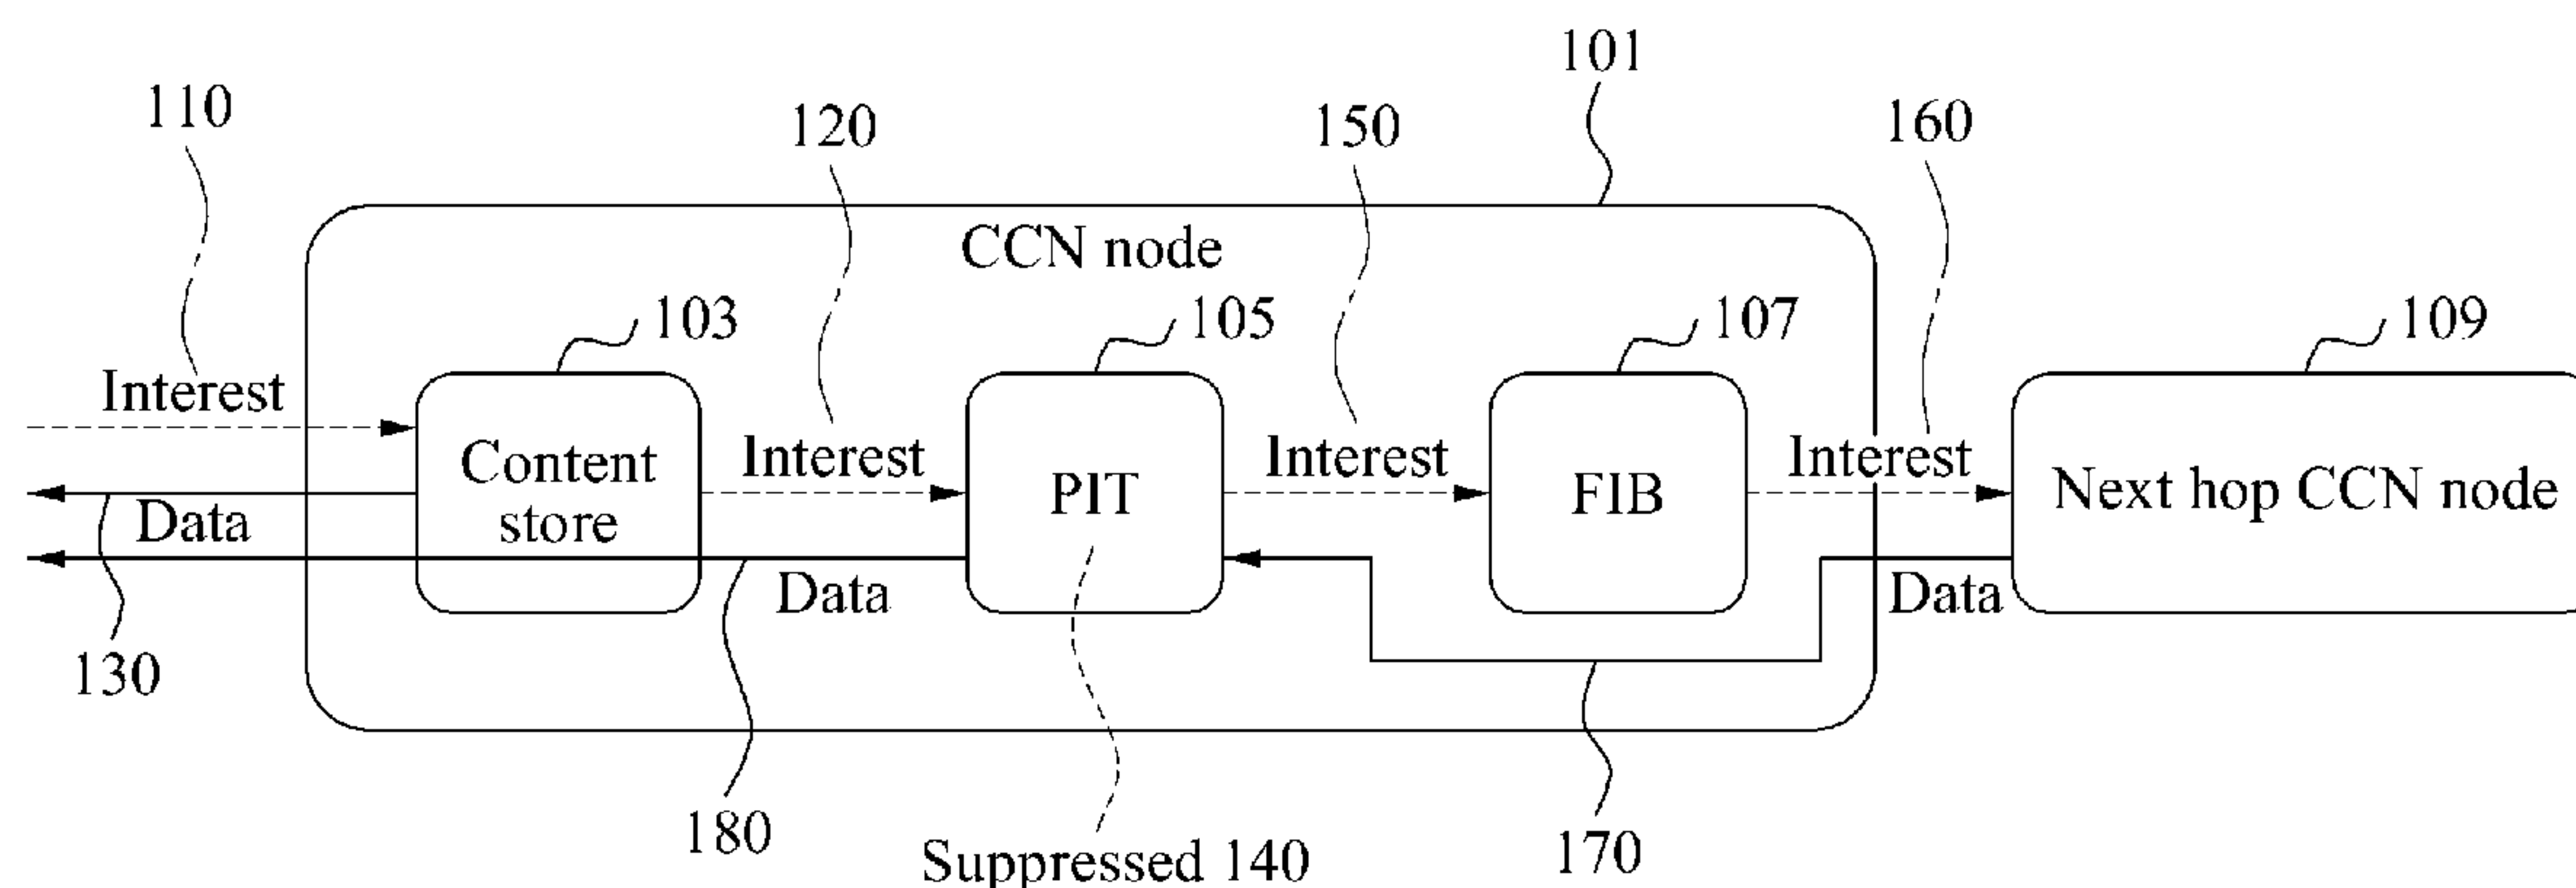 101
110
120
150
160
CCN node
103
105
107
109
Interest
Interest
Interest
Interest
Content
store
PIT
FIB
Next hop CCN node
Data
Data
Data
130
180
Suppressed 140
170